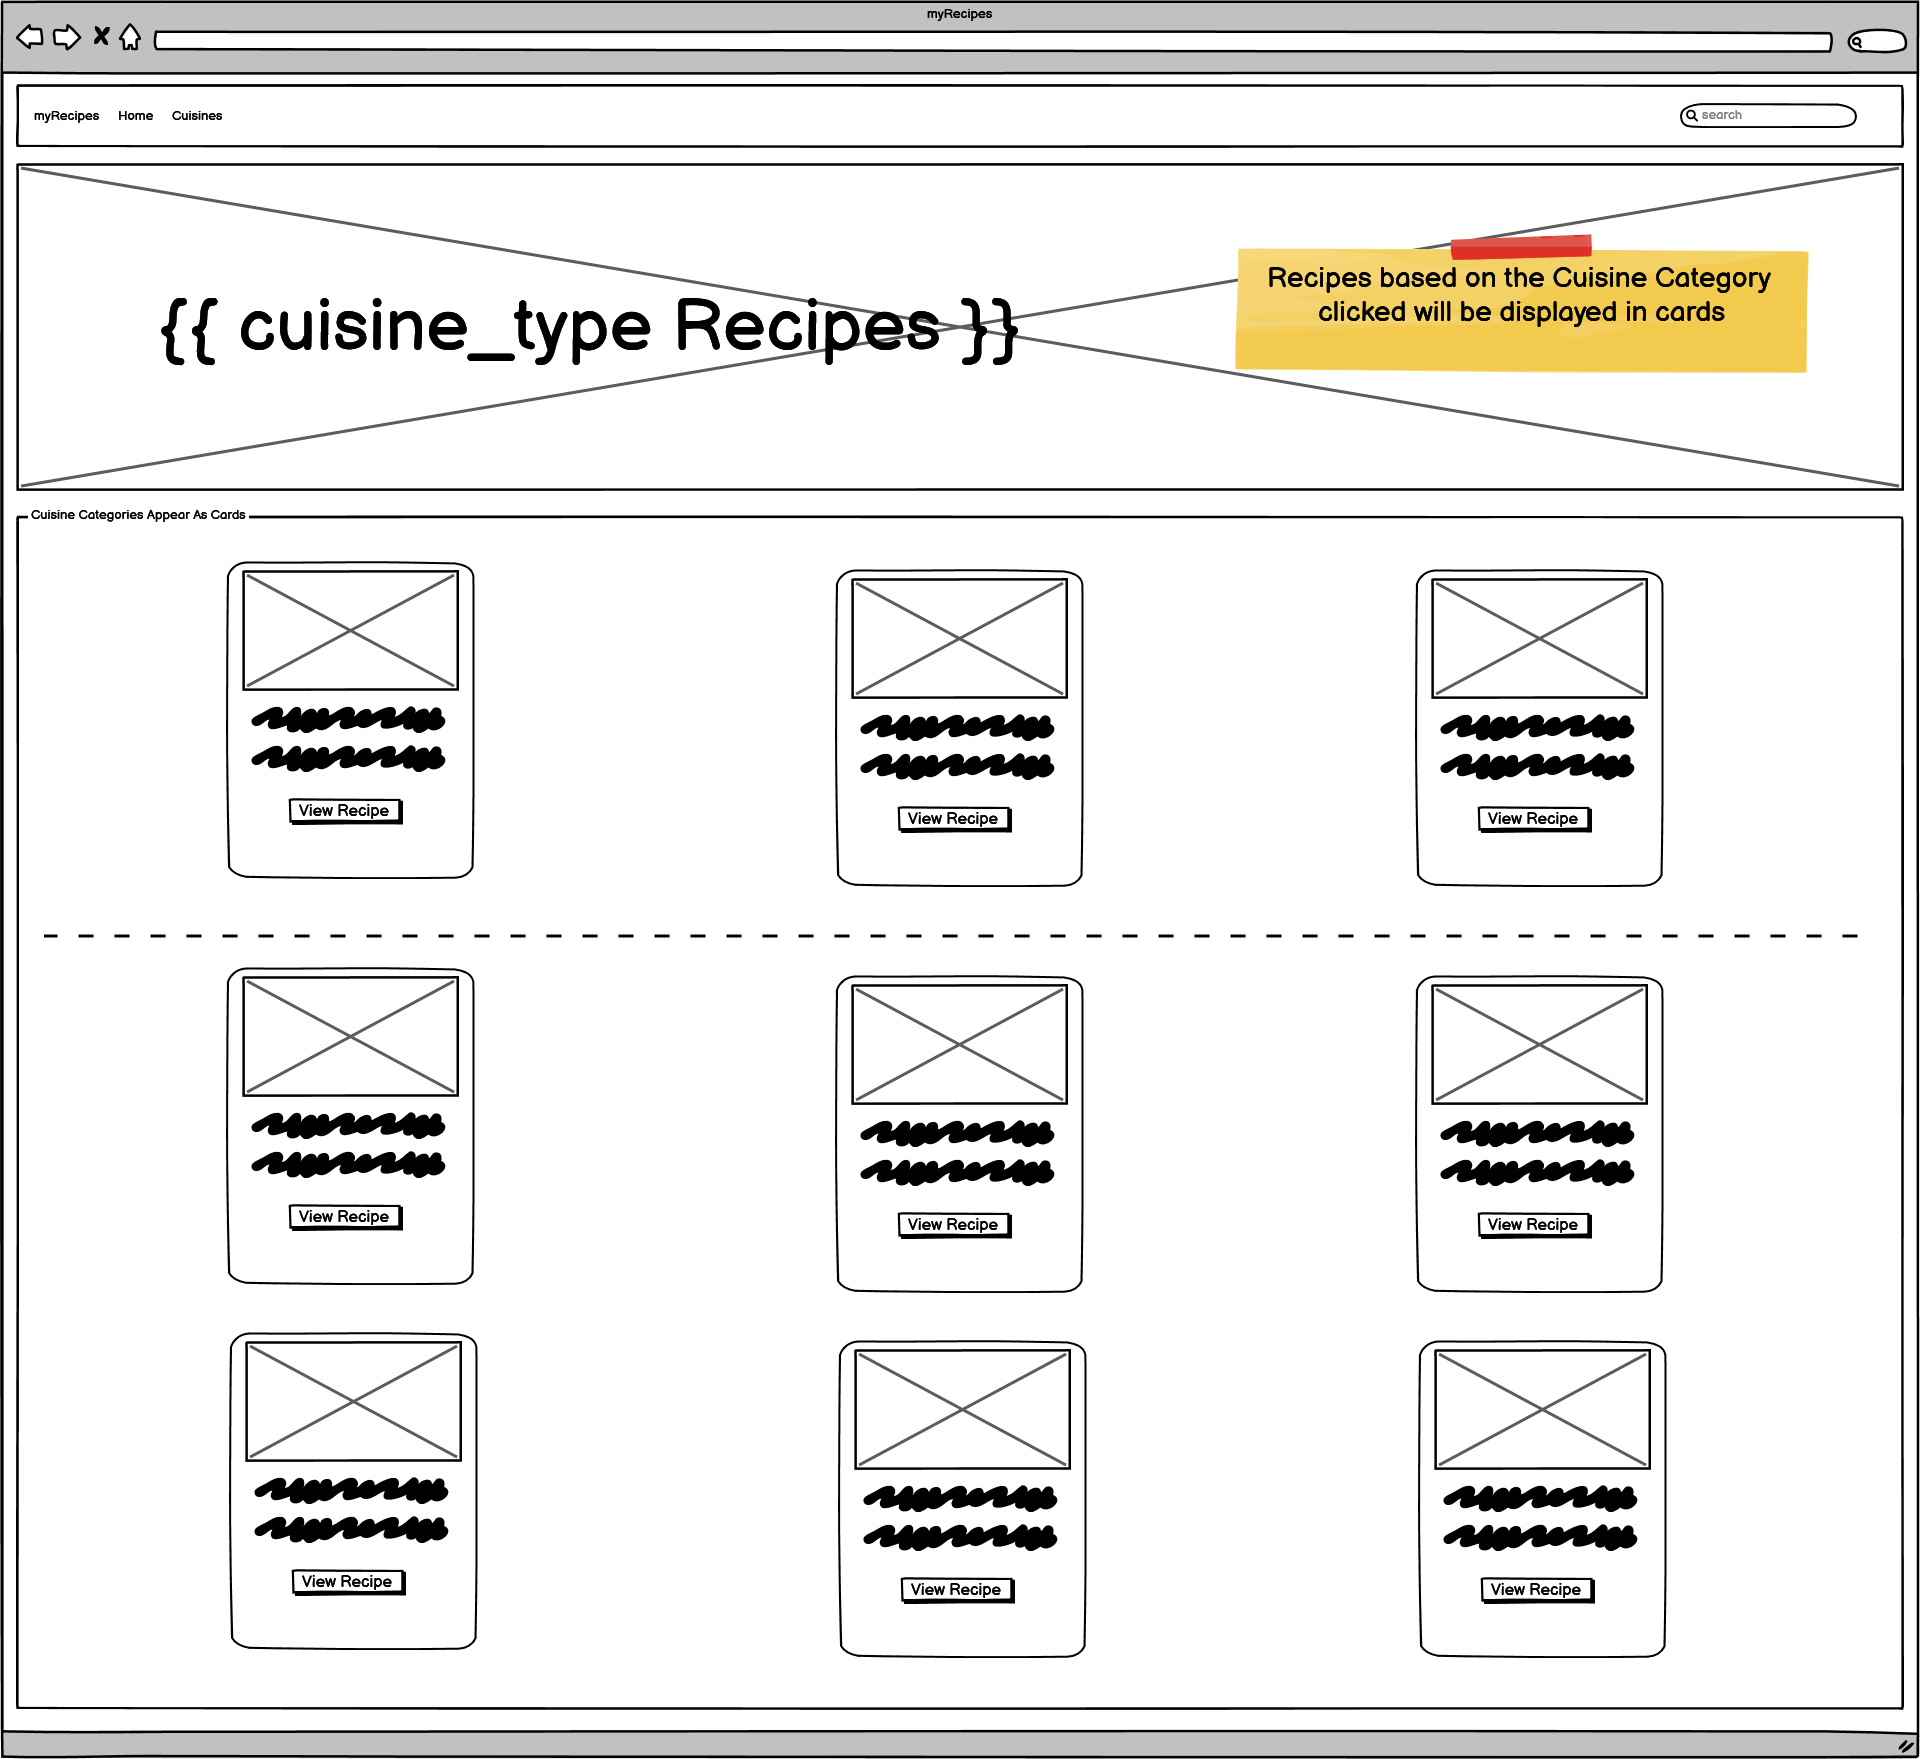 myRecipes
myRecipes Home Cuisines search
{{ cuisine_type Recipes }}
Recipes based on the Cuisine Category
clicked will be displayed in cards
Cuisine Categories Appear As Cards
View Recipe
View Recipe
View Recipe
View Recipe
View Recipe
View Recipe
View Recipe
View Recipe
View Recipe